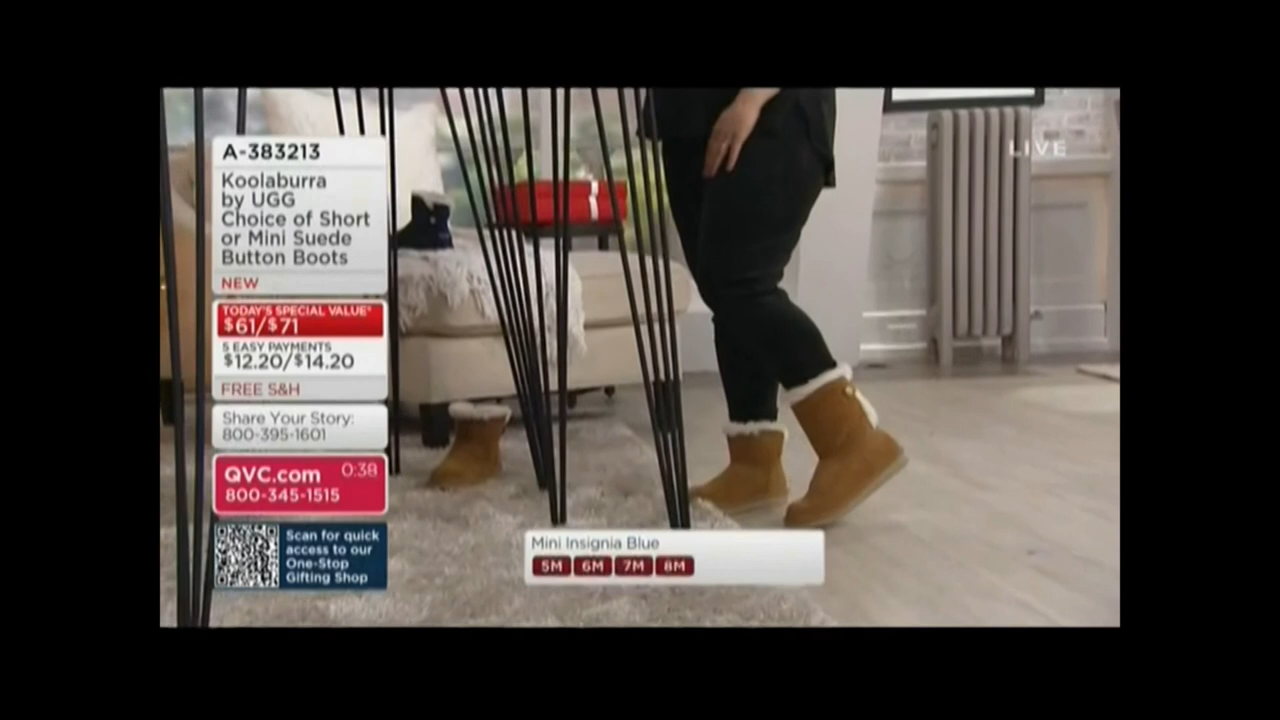 A-383213
Koolaburra
by UGG
Choice of Short
or Mini Suede
Button Boots
NEW
TODAY'S SPECIAL VALUE*
$61/$71
5 EASY PAYMENTS
$12.20/$14.20
FREE S&H
Share Your Story:
800-395-1601
QVC.com 0:38
800-345-1515
Scan for quick
access to our
One-Stop
Gifting Shop
Mini Insignia Blue
5M 6M 7M 8M
LIVE